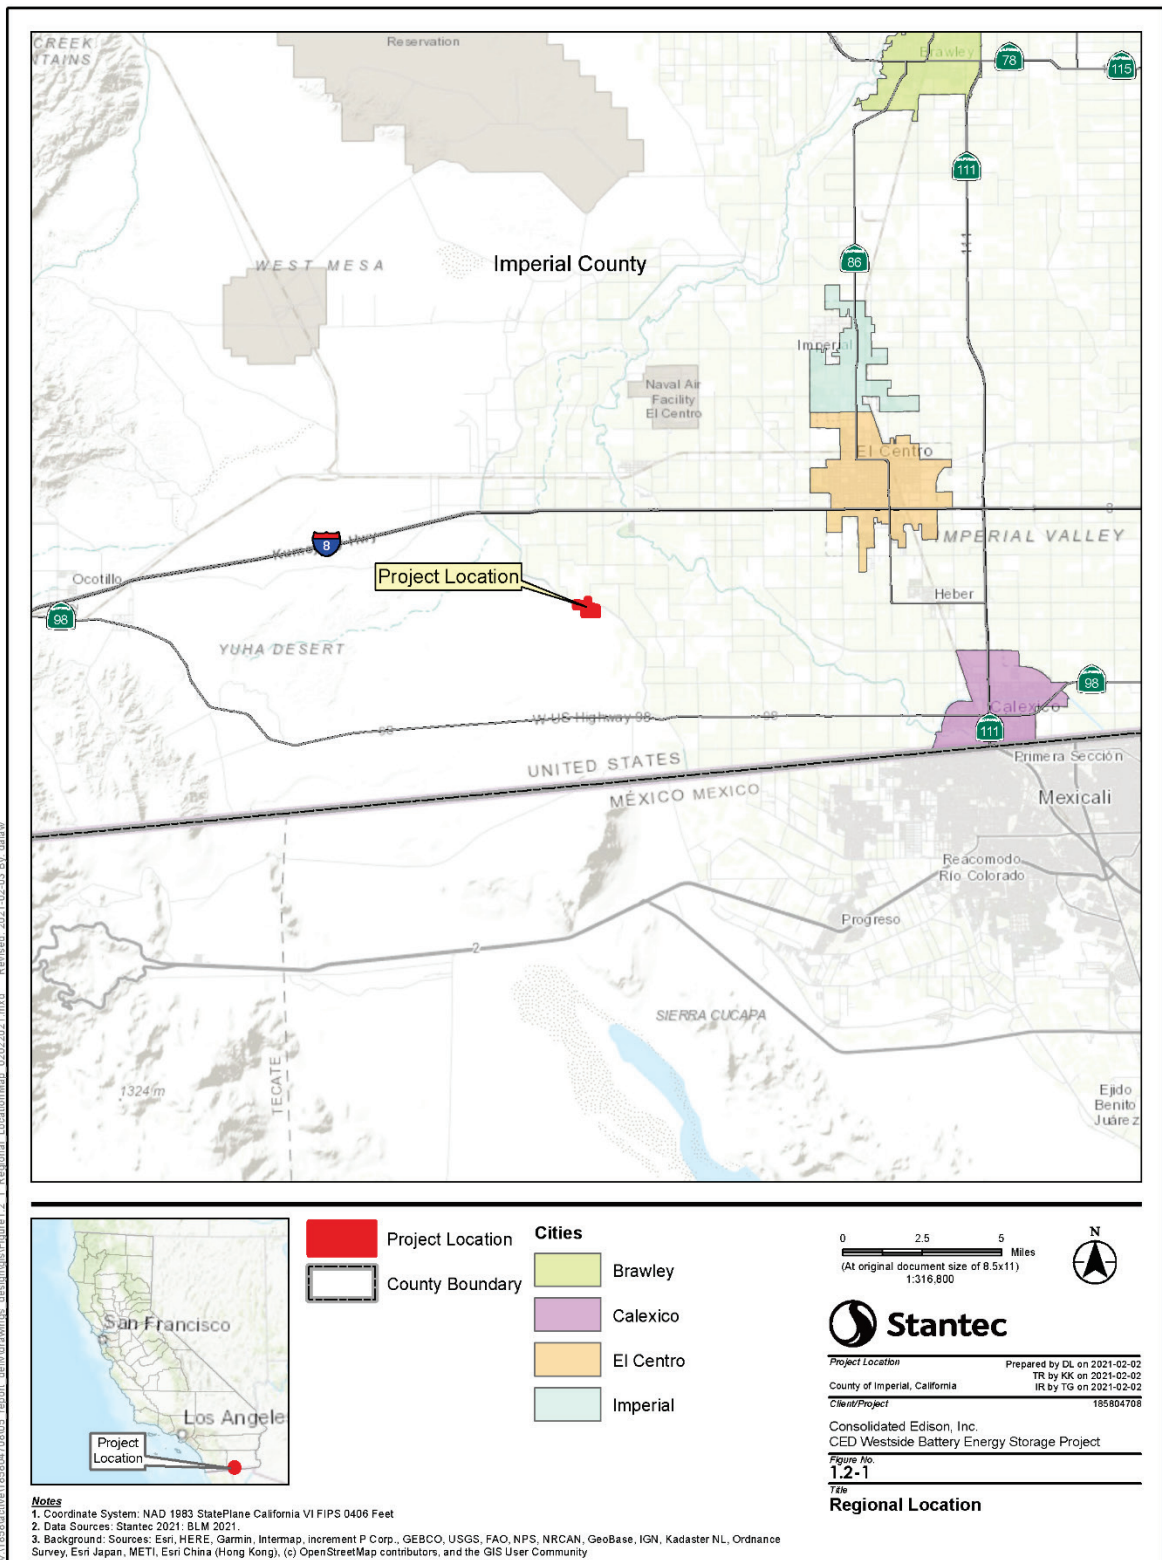 CREEK
NTAINS
Reservation
Brawley
78
115
111
WEST MESA
Imperial County
111
86
Imperial
Naval Air
Facility
El Centro
El Centro
8
8
Kumeyaay Hwy
IMPERIAL VALLEY
Project Location
Ocotillo
Heber
98
YUHA DESERT
98
Calexico
98
W US Highway 98
98
111
UNITED STATES
Primera Sección
MÉXICO MEXICO
Mexicali
Reacomodo
Río Colorado
Progreso
2
SIERRA CUCAPA
1324 m
TECATE
Ejido
Benito
Juárez
San Francisco
Los Angele
Project
Location
Project Location
County Boundary
Cities
Brawley
Calexico
El Centro
Imperial
0 2.5 5
Miles
(At original document size of 8.5x11)
1:316,800
N
Stantec
Project Location
Prepared by DL on 2021-02-02
TR by KK on 2021-02-02
County of Imperial, California
IR by TG on 2021-02-02
Client/Project
185804708
Consolidated Edison, Inc.
CED Westside Battery Energy Storage Project
Figure No.
1.2-1
Title
Regional Location
Notes
1. Coordinate System: NAD 1983 StatePlane California VI FIPS 0406 Feet
2. Data Sources: Stantec 2021; BLM 2021.
3. Background: Sources: Esri, HERE, Garmin, Intermap, increment P Corp., GEBCO, USGS, FAO, NPS, NRCAN, GeoBase, IGN, Kadaster NL, Ordnance
Survey, Esri Japan, METI, Esri China (Hong Kong), (c) OpenStreetMap contributors, and the GIS User Community